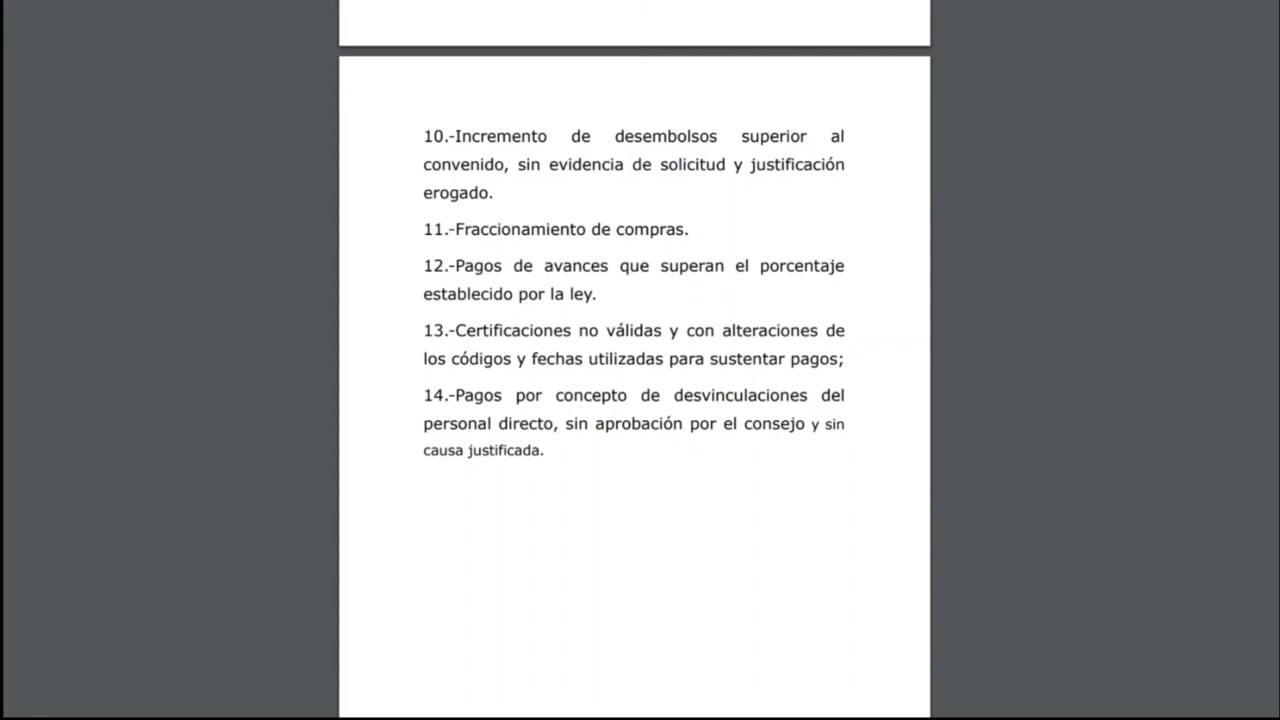 10.-Incremento de desembolsos superior al
convenido, sin evidencia de solicitud y justificación
erogado.
11.-Fraccionamiento de compras.
12.-Pagos de avances que superan el porcentaje
establecido por la ley.
13.-Certificaciones no válidas y con alteraciones de
los códigos y fechas utilizadas para sustentar pagos;
14.-Pagos por concepto de desvinculaciones del
personal directo, sin aprobación por el consejo y sin
causa justificada.